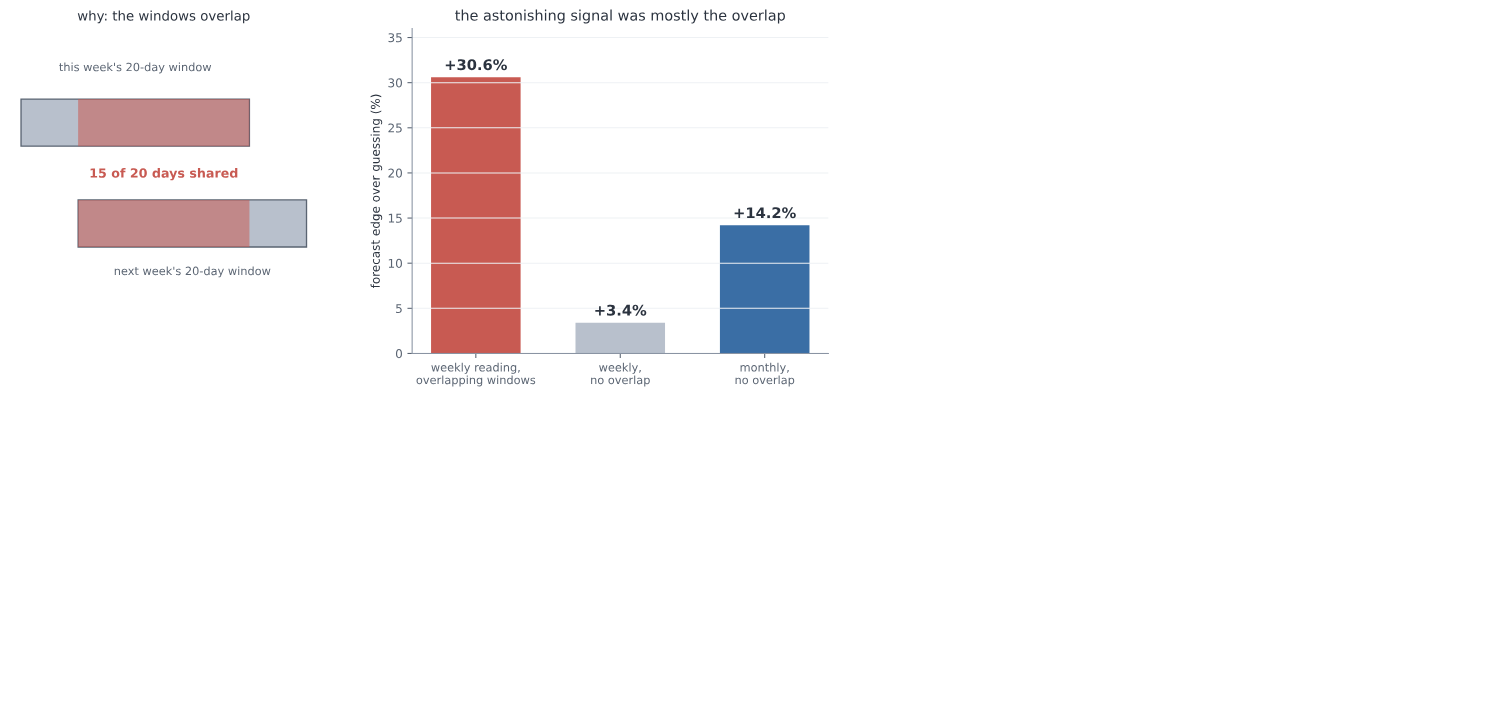 why: the windows overlap
this week's 20-day window
15 of 20 days shared
next week's 20-day window
the astonishing signal was mostly the overlap
forecast edge over guessing (%)
35
30
25
20
15
10
5
0
+30.6%
+3.4%
+14.2%
weekly reading,
overlapping windows
weekly,
no overlap
monthly,
no overlap